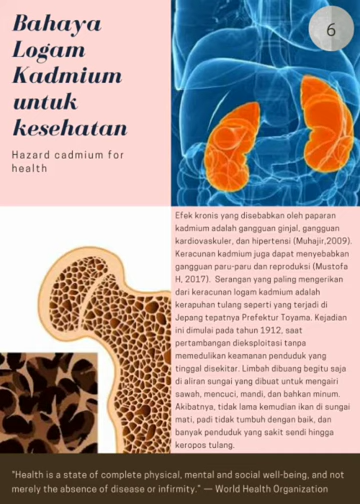 Bahaya
Logam
Kadmium
untuk
kesehatan
Hazard cadmium for
health
6
Efek kronis yang disebabkan oleh paparan
kadmium adalah gangguan ginjal, gangguan
kardiovaskuler, dan hipertensi (Muhajir,2009).
Keracunan kadmium juga dapat menyebabkan
gangguan paru-paru dan reproduksi (Mustofa
H, 2017). Serangan yang paling mengerikan
dari keracunan logam kadmium adalah
kerapuhan tulang seperti yang terjadi di
Jepang tepatnya Prefektur Toyama. Kejadian
ini dimulai pada tahun 1912, saat
pertambangan dieksploitasi tanpa
memedulikan keamanan penduduk yang
tinggal disekitar. Limbah dibuang begitu saja
di aliran sungai yang dibuat untuk mengairi
sawah, mencuci, mandi, dan bahkan minum.
Akibatnya, tidak lama kemudian ikan di sungai
mati, padi tidak tumbuh dengan baik, dan
banyak penduduk yang sakit sendi hingga
keropos tulang.
"Health is a state of complete physical, mental and social well-being, and not
merely the absence of disease or infirmity." — World Health Organization